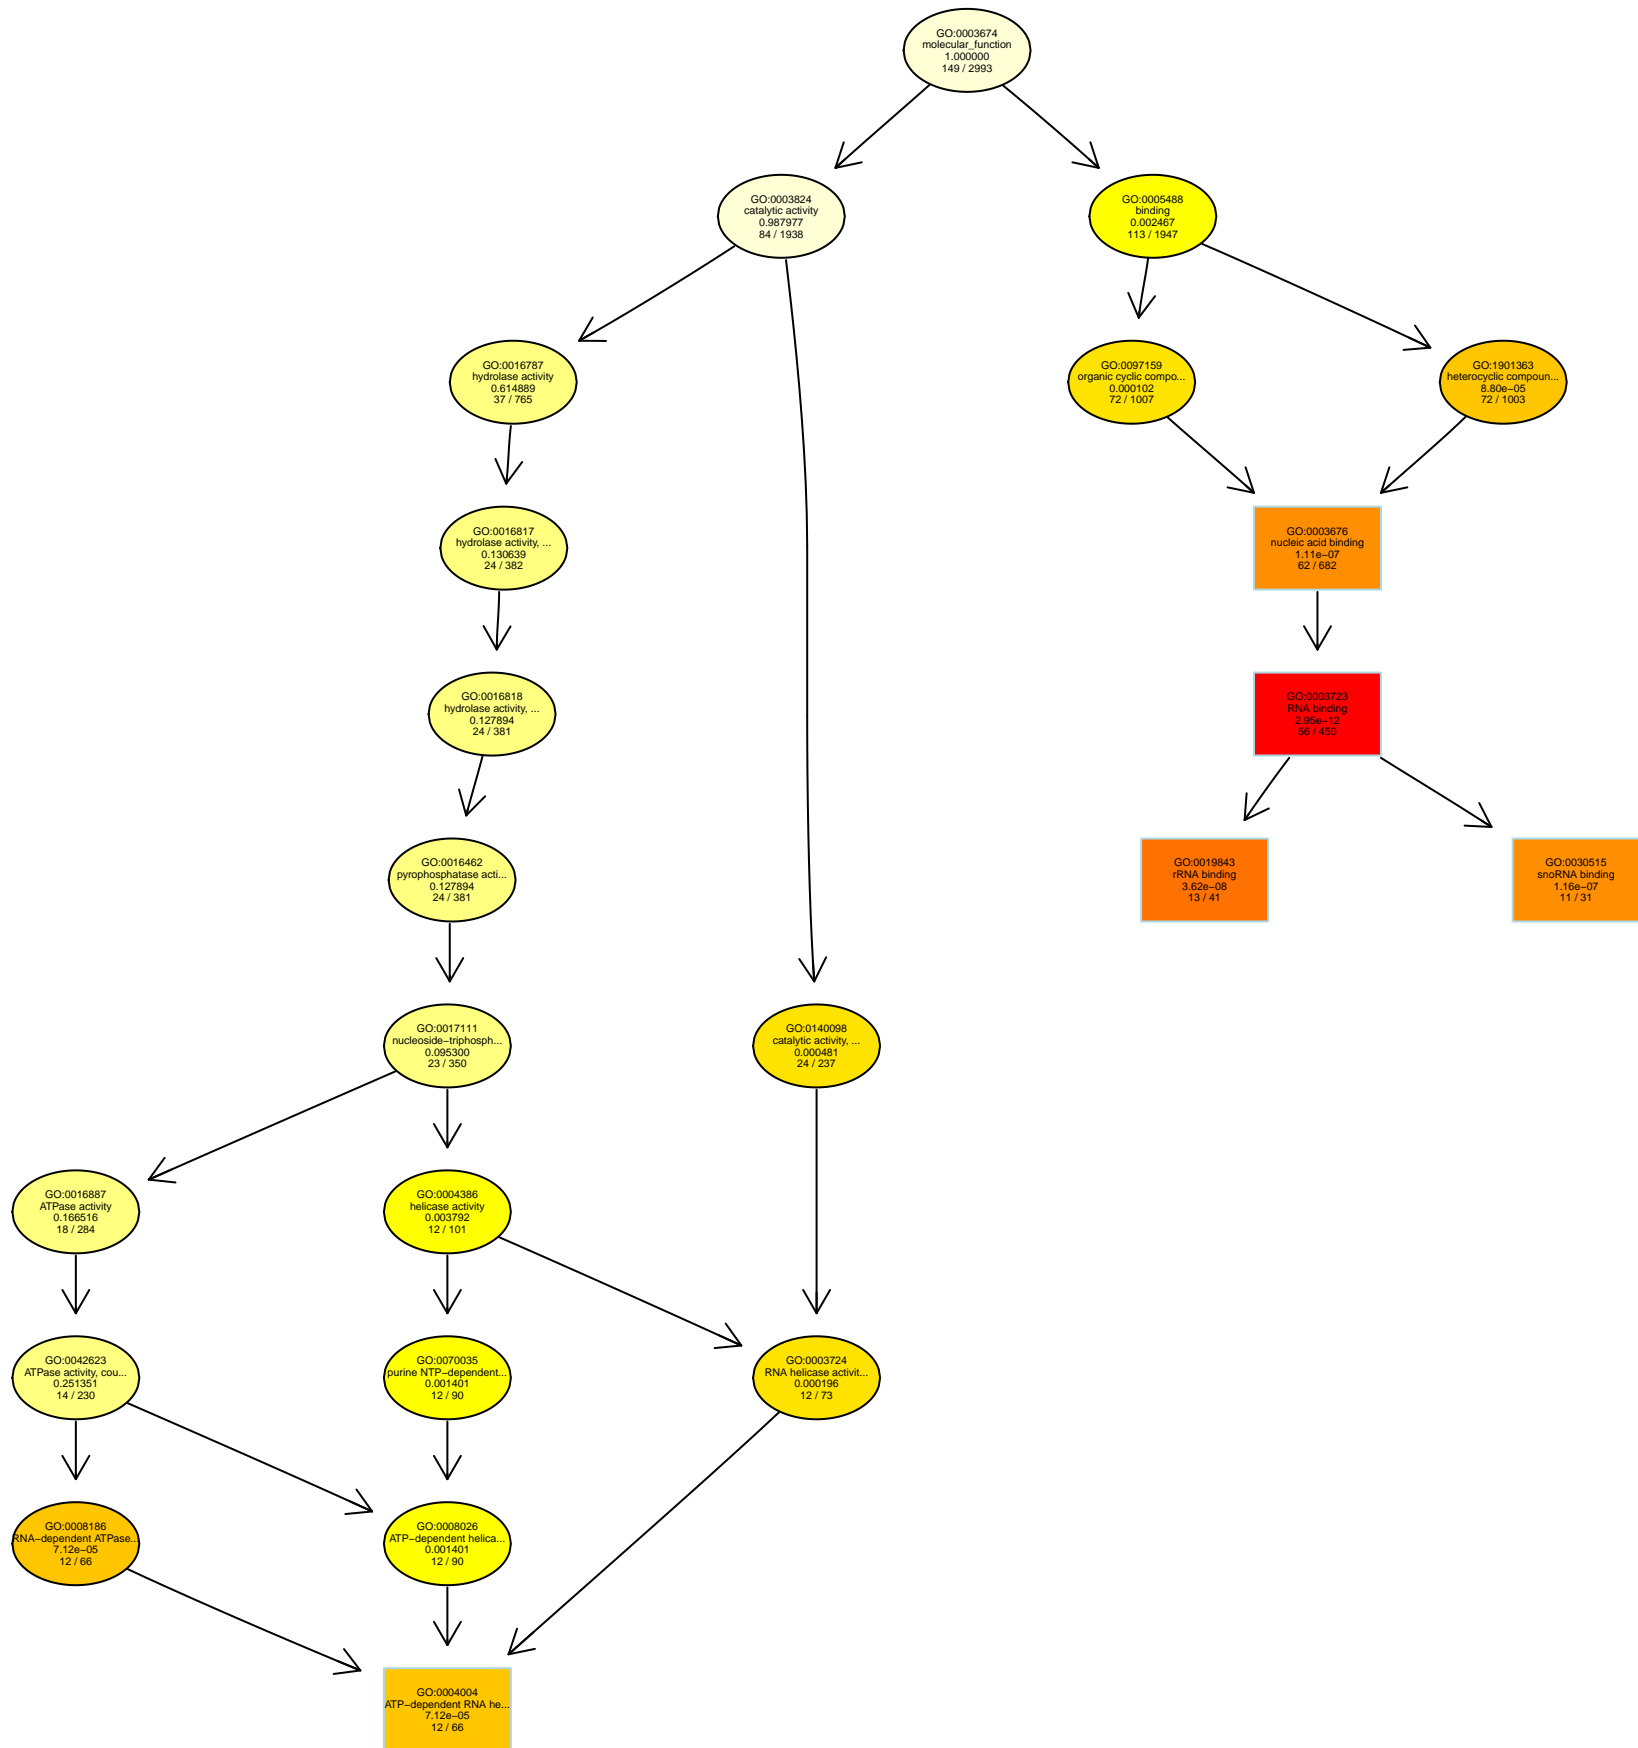 GO:0003674
molecular_function
1.000000
149 / 2993
GO:0003824
catalytic activity
0.987977
84 / 1938
GO:0005488
binding
0.002467
113 / 1947
GO:0016787
hydrolase activity
0.614889
37 / 765
GO:0097159
organic cyclic compo...
0.000102
72 / 1007
GO:1901363
heterocyclic compoun...
8.80e−05
72 / 1003
GO:0016817
hydrolase activity, ...
0.130639
24 / 382
GO:0003676
nucleic acid binding
1.11e−07
62 / 682
GO:0016818
hydrolase activity, ...
0.127894
24 / 381
GO:0003723
RNA binding
2.95e−12
56 / 450
GO:0016462
pyrophosphatase acti...
0.127894
24 / 381
GO:0019843
rRNA binding
3.62e−08
13 / 41
GO:0030515
snoRNA binding
1.16e−07
11 / 31
GO:0017111
nucleoside−triphosph...
0.095300
23 / 350
GO:0140098
catalytic activity, ...
0.000481
24 / 237
GO:0016887
ATPase activity
0.166516
18 / 284
GO:0004386
helicase activity
0.003792
12 / 101
GO:0042623
ATPase activity, cou...
0.251351
14 / 230
GO:0070035
purine NTP−dependent...
0.001401
12 / 90
GO:0003724
RNA helicase activit...
0.000196
12 / 73
GO:0008186
RNA−dependent ATPase...
7.12e−05
12 / 66
GO:0008026
ATP−dependent helica...
0.001401
12 / 90
GO:0004004
ATP−dependent RNA he...
7.12e−05
12 / 66